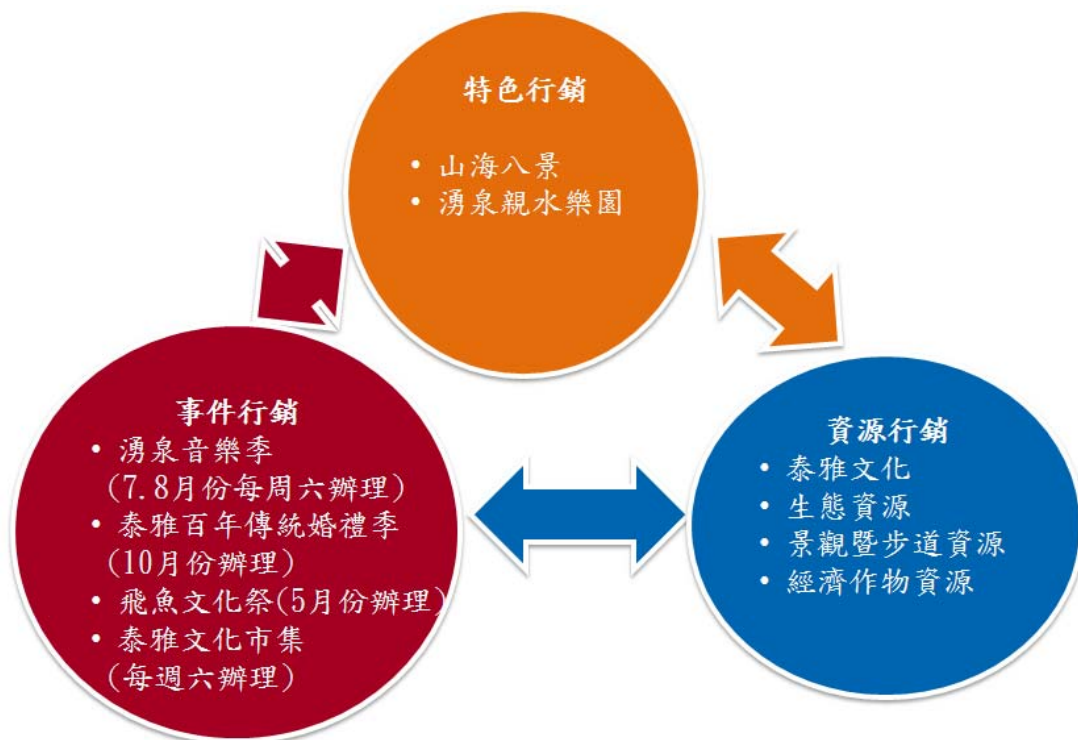 特色行銷
• 山海八景
• 湧泉親水樂園
事件行銷
• 湧泉音樂季
(7.8月份每周六辦理)
• 泰雅百年傳統婚禮季
(10月份辦理)
• 飛魚文化祭(5月份辦理)
• 泰雅文化市集
(每週六辦理)
資源行銷
• 泰雅文化
• 生態資源
• 景觀暨步道資源
• 經濟作物資源